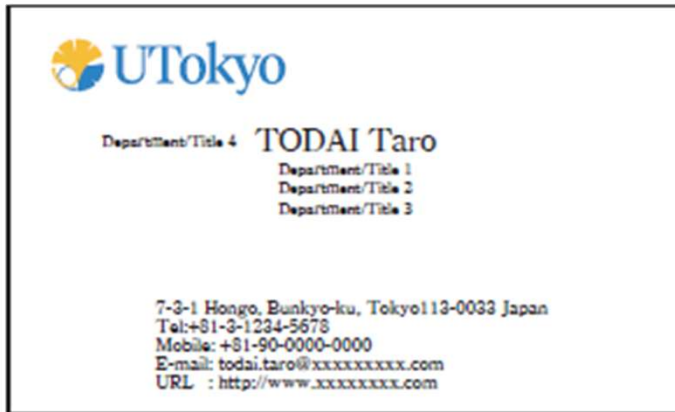 UTokyo
Department/Title 4 TODAI Taro
Department/Title 1
Department/Title 2
Department/Title 3
7-3-1 Hongo, Bunkyo-ku, Tokyo113-0033 Japan
Tel:+81-3-1234-5678
Mobile: +81-90-0000-0000
E-mail: todai.taro@xxxxxxxxx.com
URL : http://www.xxxxxxxx.com